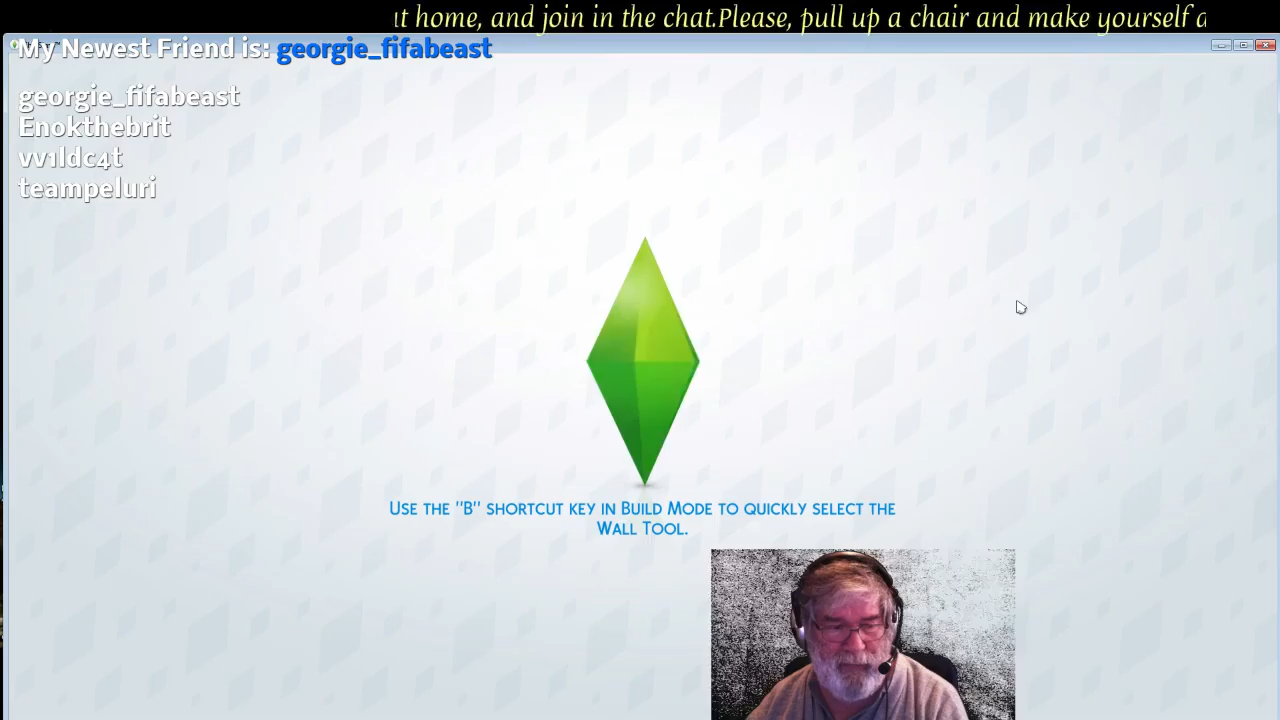 at home, and join in the chat.Please, pull up a chair and make yourself a
My Newest Friend is: georgie_fifabeast
georgie_fifabeast
Enokthebrit
vv1ldc4t
teampeluri
Use the "B" shortcut key in Build Mode to quickly select the
Wall Tool.